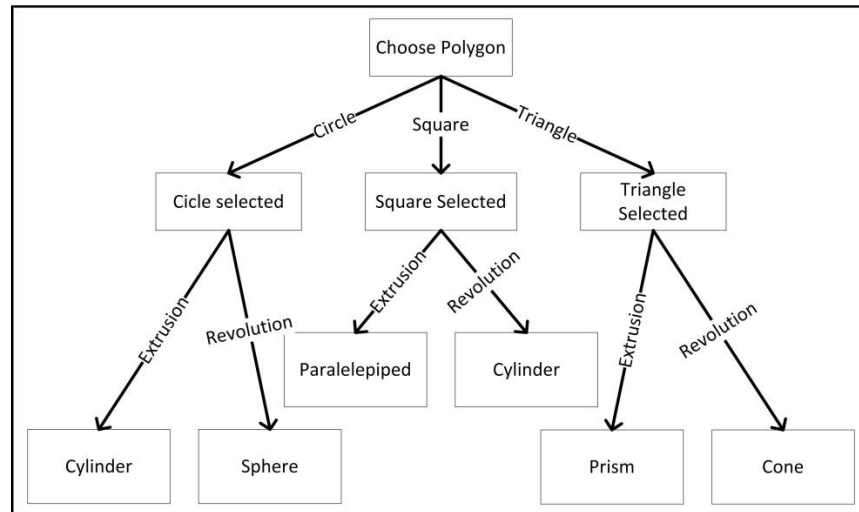 Choose Polygon
Circle
Square
Triangle
Cicle selected
Square Selected
Triangle
Selected
Extrusion
Revolution
Extrusion
Revolution
Extrusion
Revolution
Paralelepiped
Cylinder
Cylinder
Sphere
Prism
Cone